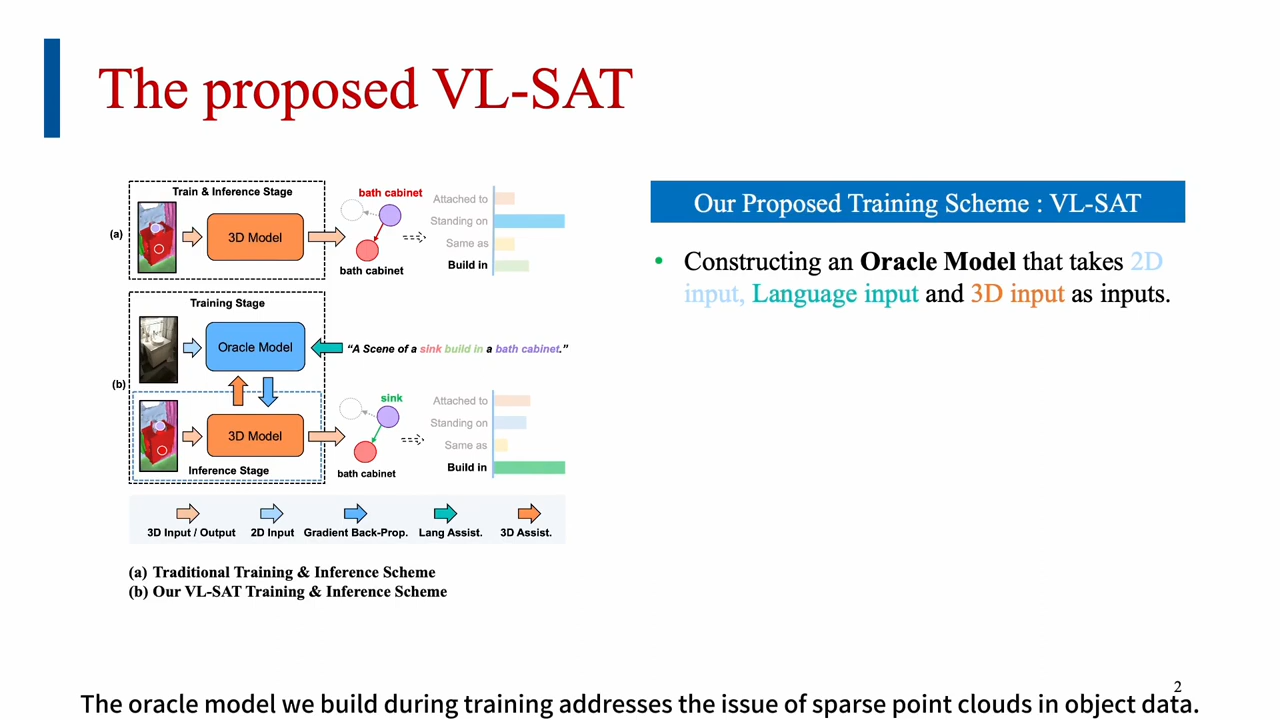 The proposed VL-SAT
Train & Inference Stage
(a)
3D Model
bath cabinet
bath cabinet
Attached to
Standing on
Same as
Build in
Training Stage
(b)
Oracle Model
"A Scene of a sink build in a bath cabinet."
3D Model
Inference Stage
sink
bath cabinet
Attached to
Standing on
Same as
Build in
3D Input / Output
2D Input
Gradient Back-Prop.
Lang Assist.
3D Assist.
(a) Traditional Training & Inference Scheme
(b) Our VL-SAT Training & Inference Scheme
Our Proposed Training Scheme : VL-SAT
• Constructing an Oracle Model that takes 2D
input, Language input and 3D input as inputs.
2
The oracle model we build during training addresses the issue of sparse point clouds in object data.